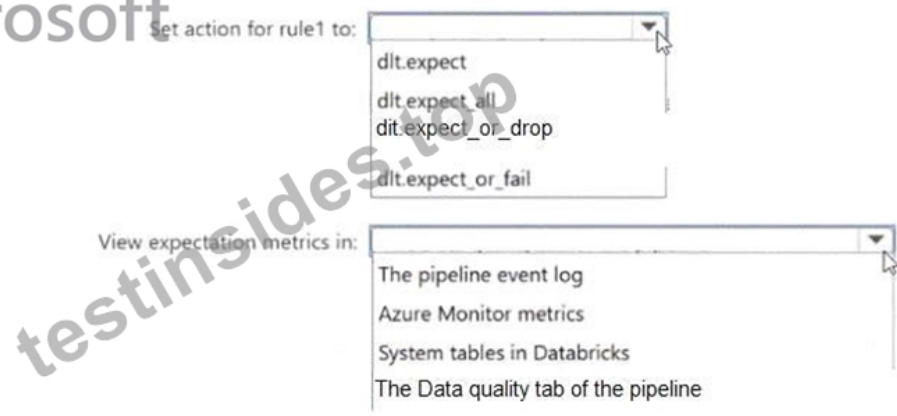 rosoft
Set action for rule1 to:
dlt.expect
dlt.expect_all
dit.expect_or_drop
dlt.expect_or_fail
View expectation metrics in:
The pipeline event log
Azure Monitor metrics
System tables in Databricks
The Data quality tab of the pipeline
testinsides.top